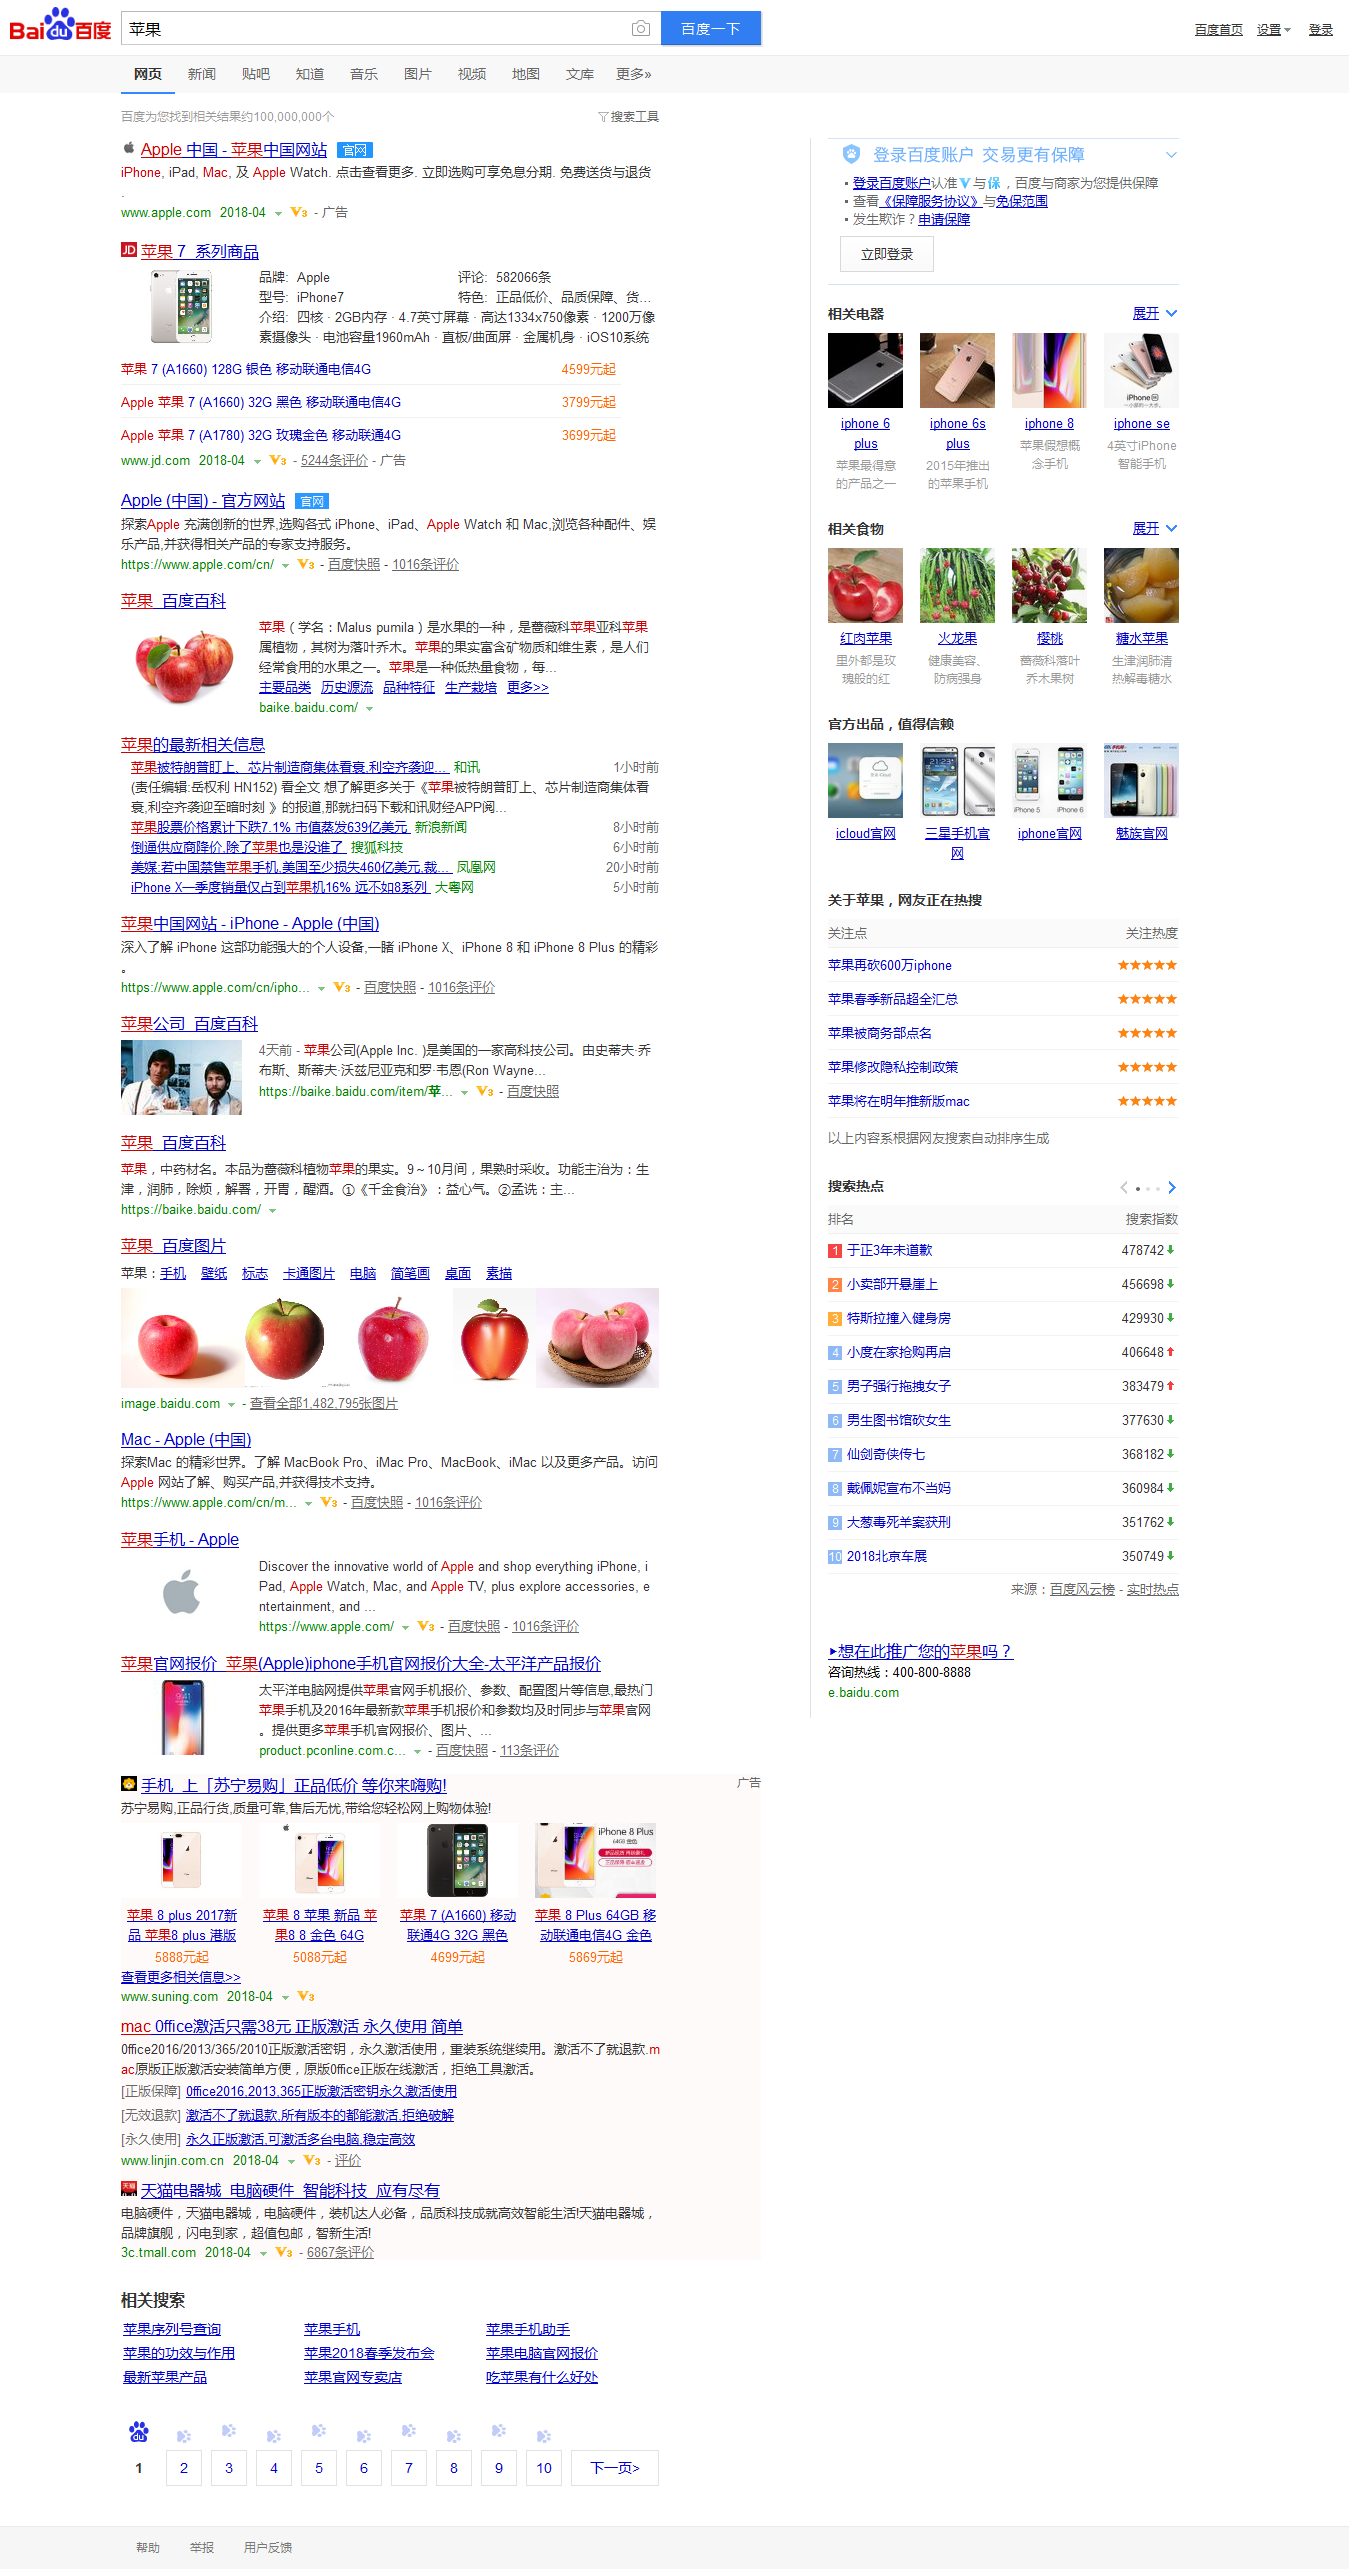 Bai du 百度
苹果
百度一下
百度首页 设置 登录
网页 新闻 贴吧 知道 音乐 图片 视频 地图 文库 更多»
百度为您找到相关结果约100,000,000个
搜索工具
Apple 中国 - 苹果中国网站 官网
iPhone, iPad, Mac, 及 Apple Watch. 点击查看更多. 立即选购可享免息分期. 免费送货与退货
.
www.apple.com 2018-04 V3 - 广告
JD 苹果 7_系列商品
品牌: Apple 评论: 582066条
型号: iPhone7 特色: 正品低价、品质保障、货...
介绍: 四核 · 2GB内存 · 4.7英寸屏幕 · 高达1334x750像素 · 1200万像
素摄像头 · 电池容量1960mAh · 直板/曲面屏 · 金属机身 · iOS10系统
苹果 7 (A1660) 128G 银色 移动联通电信4G 4599元起
Apple 苹果 7 (A1660) 32G 黑色 移动联通电信4G 3799元起
Apple 苹果 7 (A1780) 32G 玫瑰金色 移动联通4G 3699元起
www.jd.com 2018-04 V3 - 5244条评价 - 广告
Apple (中国) - 官方网站 官网
探索Apple 充满创新的世界,选购各式 iPhone、iPad、Apple Watch 和 Mac,浏览各种配件、娱
乐产品,并获得相关产品的专家支持服务。
https://www.apple.com/cn/ V3 - 百度快照 - 1016条评价
苹果_百度百科
苹果（学名：Malus pumila）是水果的一种，是蔷薇科苹果亚科苹果
属植物，其树为落叶乔木。苹果的果实富含矿物质和维生素，是人们
经常食用的水果之一。苹果是一种低热量食物，每...
主要品类 历史源流 品种特征 生产栽培 更多>>
baike.baidu.com/
苹果的最新相关信息
苹果被特朗普盯上、芯片制造商集体看衰,利空齐袭迎... 和讯 1小时前
(责任编辑:岳权利 HN152) 看全文 想了解更多关于《苹果被特朗普盯上、芯片制造商集体看
衰,利空齐袭迎至暗时刻 》的报道,那就扫码下载和讯财经APP阅...
苹果股票价格累计下跌7.1% 市值蒸发639亿美元 新浪新闻 8小时前
倒逼供应商降价,除了苹果也是没谁了 搜狐科技 6小时前
美媒:若中国禁售苹果手机,美国至少损失460亿美元,裁... 凤凰网 20小时前
iPhone X一季度销量仅占到苹果机16% 远不如8系列 大粤网 5小时前
苹果中国网站 - iPhone - Apple (中国)
深入了解 iPhone 这部功能强大的个人设备,一睹 iPhone X、iPhone 8 和 iPhone 8 Plus 的精彩
。
https://www.apple.com/cn/ipho... V3 - 百度快照 - 1016条评价
苹果公司_百度百科
4天前 - 苹果公司(Apple Inc. )是美国的一家高科技公司。由史蒂夫·乔
布斯、斯蒂夫·沃兹尼亚克和罗·韦恩(Ron Wayne...
https://baike.baidu.com/item/苹... V3 - 百度快照
苹果_百度百科
苹果，中药材名。本品为蔷薇科植物苹果的果实。9～10月间，果熟时采收。功能主治为：生
津，润肺，除烦，解暑，开胃，醒酒。①《千金食治》：益心气。②孟诜：主...
https://baike.baidu.com/
苹果_百度图片
苹果：手机 壁纸 标志 卡通图片 电脑 简笔画 桌面 素描
image.baidu.com - 查看全部1,482,795张图片
Mac - Apple (中国)
探索Mac 的精彩世界。了解 MacBook Pro、iMac Pro、MacBook、iMac 以及更多产品。访问
Apple 网站了解、购买产品,并获得技术支持。
https://www.apple.com/cn/m... V3 - 百度快照 - 1016条评价
苹果手机 - Apple
Discover the innovative world of Apple and shop everything iPhone, i
Pad, Apple Watch, Mac, and Apple TV, plus explore accessories, e
ntertainment, and ...
https://www.apple.com/ V3 - 百度快照 - 1016条评价
苹果官网报价_苹果(Apple)iphone手机官网报价大全-太平洋产品报价
太平洋电脑网提供苹果官网手机报价、参数、配置图片等信息,最热门
苹果手机及2016年最新款苹果手机报价和参数均及时同步与苹果官网
。提供更多苹果手机官网报价、图片、...
product.pconline.com.c... - 百度快照 - 113条评价
手机_上「苏宁易购」正品低价 等你来嗨购! 广告
苏宁易购,正品行货,质量可靠,售后无忧,带给您轻松网上购物体验!
iPhone 8 Plus
苹果 8 plus 2017新 苹果 8 苹果 新品 苹 苹果 7 (A1660) 移动 苹果 8 Plus 64GB 移
品 苹果8 plus 港版 果8 8 金色 64G 联通4G 32G 黑色 动联通电信4G 金色
5888元起 5088元起 4699元起 5869元起
查看更多相关信息>>
www.suning.com 2018-04 V3
mac 0ffice激活只需38元 正版激活 永久使用 简单
0ffice2016/2013/365/2010正版激活密钥，永久激活使用，重装系统继续用。激活不了就退款.m
ac原版正版激活安装简单方便，原版0ffice正版在线激活，拒绝工具激活。
[正版保障] 0ffice2016,2013,365正版激活密钥永久激活使用
[无效退款] 激活不了就退款,所有版本的都能激活,拒绝破解
[永久使用] 永久正版激活,可激活多台电脑,稳定高效
www.linjin.com.cn 2018-04 V3 - 评价
天猫电器城_电脑硬件_智能科技_应有尽有
电脑硬件，天猫电器城，电脑硬件，装机达人必备，品质科技成就高效智能生活!天猫电器城，
品牌旗舰，闪电到家，超值包邮，智新生活!
3c.tmall.com 2018-04 V3 - 6867条评价
相关搜索
苹果序列号查询 苹果手机 苹果手机助手
苹果的功效与作用 苹果2018春季发布会 苹果电脑官网报价
最新苹果产品 苹果官网专卖店 吃苹果有什么好处
1 2 3 4 5 6 7 8 9 10 下一页>
帮助 举报 用户反馈
登录百度账户 交易更有保障
登录百度账户认准V与保，百度与商家为您提供保障
查看《保障服务协议》与免保范围
发生欺诈？申请保障
立即登录
相关电器 展开
iPhone SE
iphone 6 iphone 6s iphone 8 iphone se
plus plus
苹果最得意 2015年推出 苹果假想概 4英寸iPhone
的产品之一 的苹果手机 念手机 智能手机
相关食物 展开
红肉苹果 火龙果 樱桃 糖水苹果
里外都是玫 健康美容、 蔷薇科落叶 生津润肺清
瑰般的红 防病强身 乔木果树 热解毒糖水
官方出品，值得信赖
iPhone 5 iPhone 6
icloud官网 三星手机官 iphone官网 魅族官网
网
关于苹果，网友正在热搜
关注点 关注热度
苹果再砍600万iphone
苹果春季新品超全汇总
苹果被商务部点名
苹果修改隐私控制政策
苹果将在明年推新版mac
以上内容系根据网友搜索自动排序生成
搜索热点
排名 搜索指数
1 于正3年未道歉 478742
2 小卖部开悬崖上 456698
3 特斯拉撞入健身房 429930
4 小度在家抢购再启 406648
5 男子强行拖拽女子 383479
6 男生图书馆砍女生 377630
7 仙剑奇侠传七 368182
8 戴佩妮宣布不当妈 360984
9 大葱毒死羊案获刑 351762
10 2018北京车展 350749
来源：百度风云榜 - 实时热点
想在此推广您的苹果吗？
咨询热线：400-800-8888
e.baidu.com